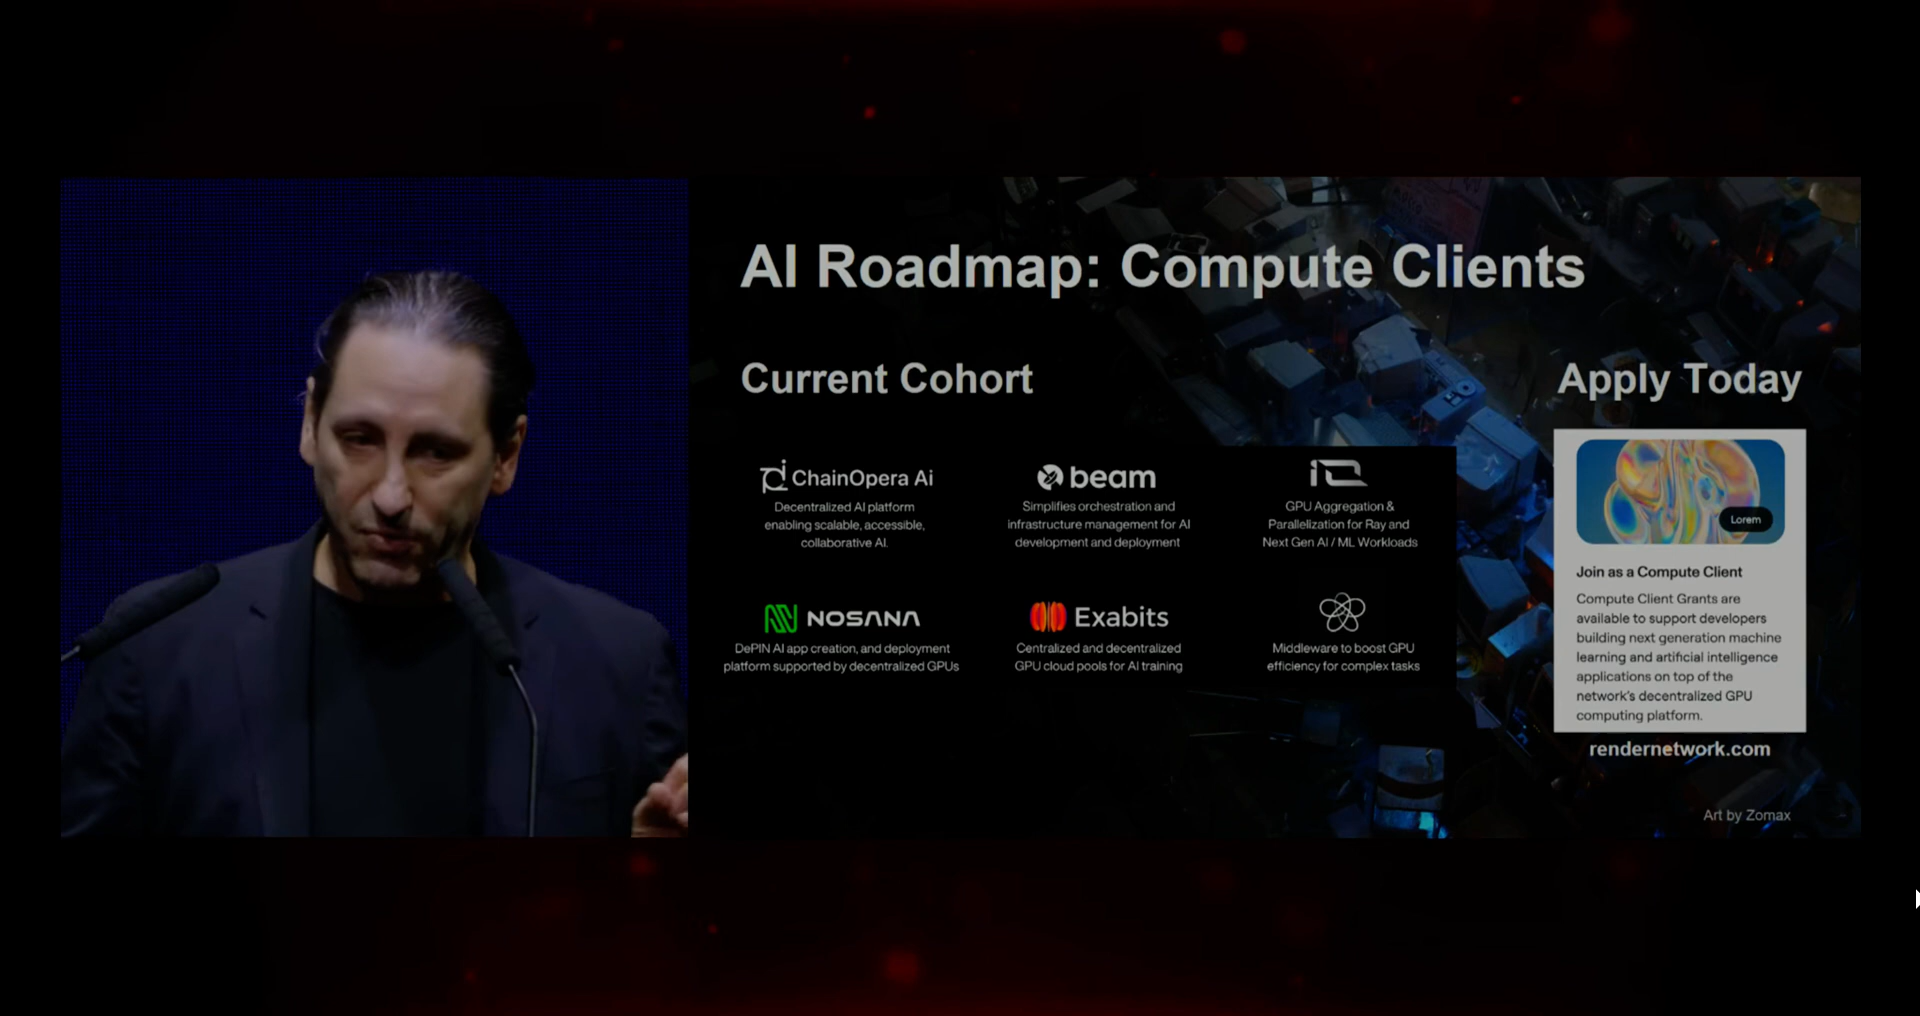 AI Roadmap: Compute Clients
Current Cohort
Apply Today
ChainOpera Ai
Decentralized AI platform
enabling scalable, accessible,
collaborative AI.
beam
Simplifies orchestration and
infrastructure management for AI
development and deployment
GPU Aggregation &
Parallelization for Ray and
Next Gen AI / ML Workloads
NOSANA
DePIN AI app creation, and deployment
platform supported by decentralized GPUs
Exabits
Centralized and decentralized
GPU cloud pools for AI training
Middleware to boost GPU
efficiency for complex tasks
Lorem
Join as a Compute Client
Compute Client Grants are
available to support developers
building next generation machine
learning and artificial intelligence
applications on top of the
network's decentralized GPU
computing platform.
rendernetwork.com
Art by Zomax